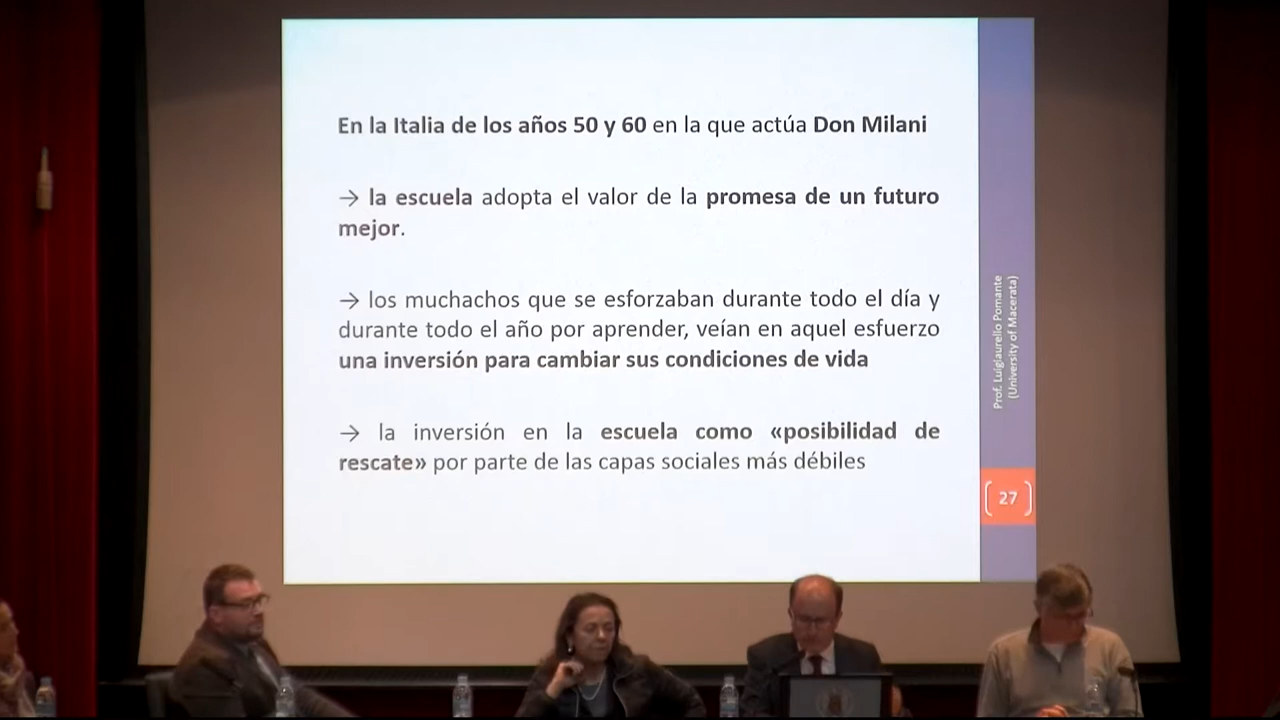 En la Italia de los años 50 y 60 en la que actúa Don Milani
→ la escuela adopta el valor de la promesa de un futuro
mejor.
→ los muchachos que se esforzaban durante todo el día y
durante todo el año por aprender, veían en aquel esfuerzo
una inversión para cambiar sus condiciones de vida
→ la inversión en la escuela como «posibilidad de
rescate» por parte de las capas sociales más débiles
Prof. Luigiaurelio Pomante
(University of Macerata)
27